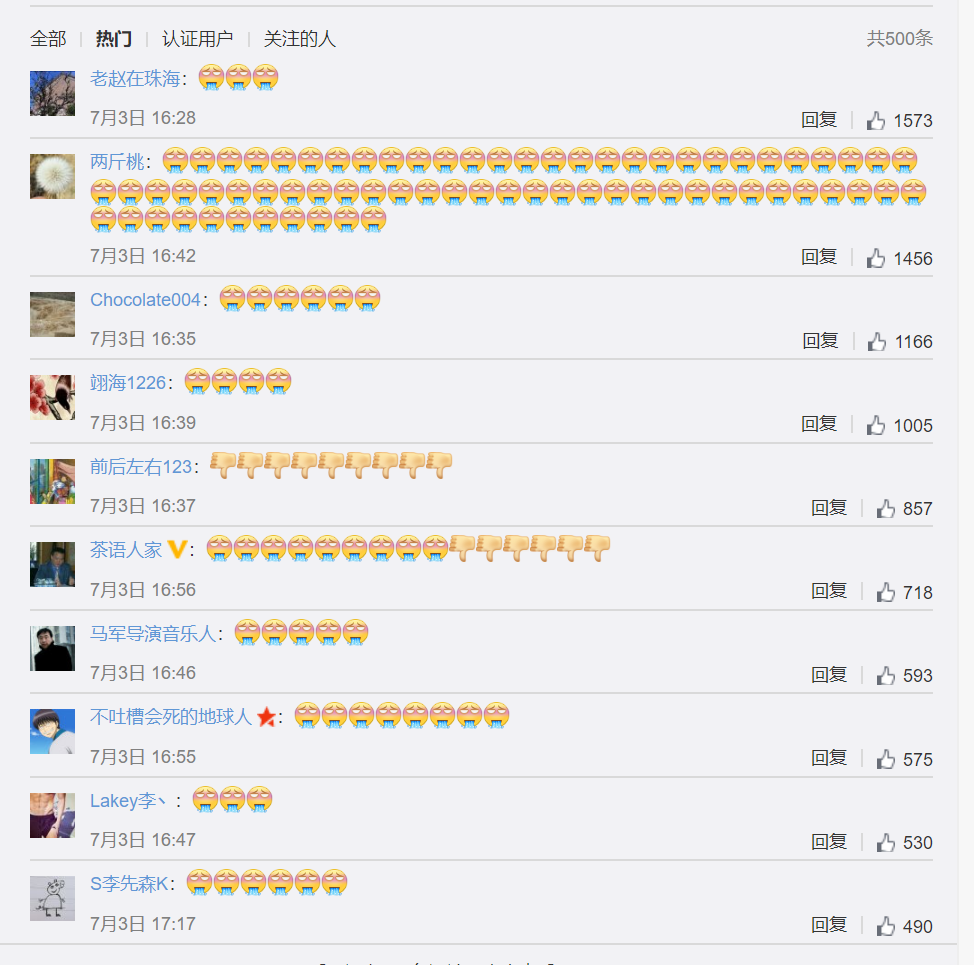 全部 热门 认证用户 关注的人 共500条
老赵在珠海：
7月3日 16:28 回复 1573
两斤桃：
7月3日 16:42 回复 1456
Chocolate004：
7月3日 16:35 回复 1166
翊海1226：
7月3日 16:39 回复 1005
前后左右123：
7月3日 16:37 回复 857
茶语人家：
7月3日 16:56 回复 718
马军导演音乐人：
7月3日 16:46 回复 593
不吐槽会死的地球人：
7月3日 16:55 回复 575
Lakey李丶：
7月3日 16:47 回复 530
S李先森K：
7月3日 17:17 回复 490